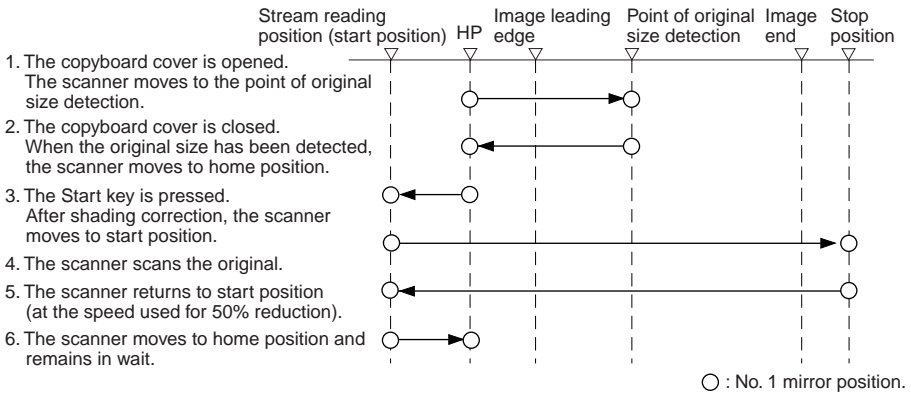 Stream reading
position (start position)
HP
Image leading
edge
Point of original
size detection
Image
end
Stop
position
1. The copyboard cover is opened.
The scanner moves to the point of original
size detection.
2. The copyboard cover is closed.
When the original size has been detected,
the scanner moves to home position.
3. The Start key is pressed.
After shading correction, the scanner
moves to start position.
4. The scanner scans the original.
5. The scanner returns to start position
(at the speed used for 50% reduction).
6. The scanner moves to home position and
remains in wait.
: No. 1 mirror position.